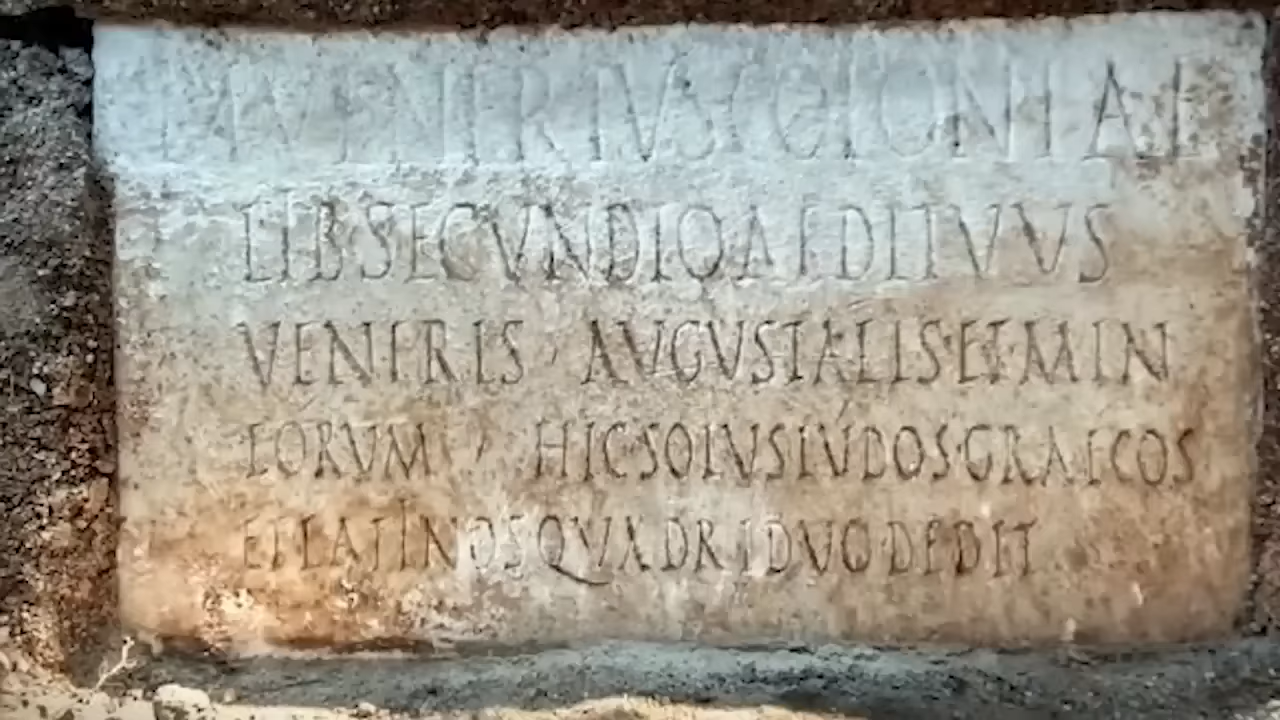 M VENERIVS COLONIAE
LIB SECVNDIO AEDITVVS
VENERIS AVGVSTALIS ET MIN
EORVM HIC SOLVS LVDOS GRAECOS
ET LATINOS QVADRIDVO DEDIT